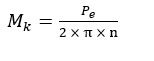 M_k = P_e / (2 × π × n)